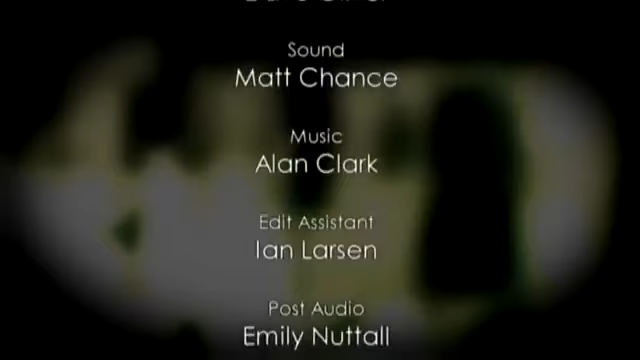 Sound
Matt Chance
Music
Alan Clark
Edit Assistant
Ian Larsen
Post Audio
Emily Nuttall